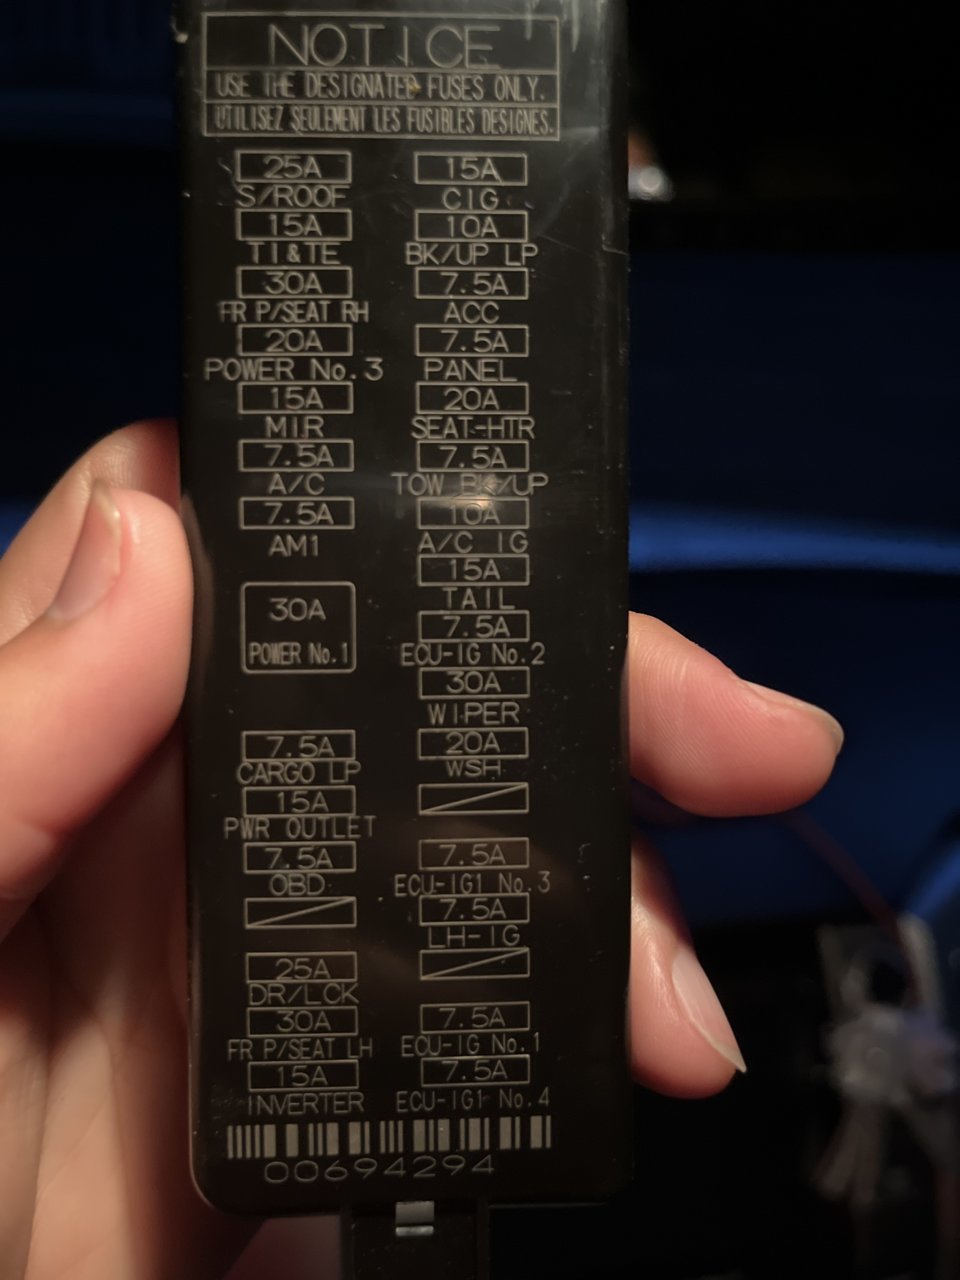 NOTICE
USE THE DESIGNATED FUSES ONLY.
UTILISEZ SEULEMENT LES FUSIBLES DESIGNES.
25A
S/ROOF
15A
TI&TE
30A
FR P/SEAT RH
20A
POWER No.3
15A
MIR
7.5A
A/C
7.5A
AM1
30A
POWER No.1
7.5A
CARGO LP
15A
PWR OUTLET
7.5A
OBD
25A
DR/LCK
30A
FR P/SEAT LH
15A
INVERTER
15A
CIG
10A
BK/UP LP
7.5A
ACC
7.5A
PANEL
20A
SEAT-HTR
7.5A
TOW BK/UP
10A
A/C IG
15A
TAIL
7.5A
ECU-IG No.2
30A
WIPER
20A
WSH
7.5A
ECU-IG1 No.3
7.5A
LH-IG
7.5A
ECU-IG No.1
7.5A
ECU-IG1 No.4
00694294